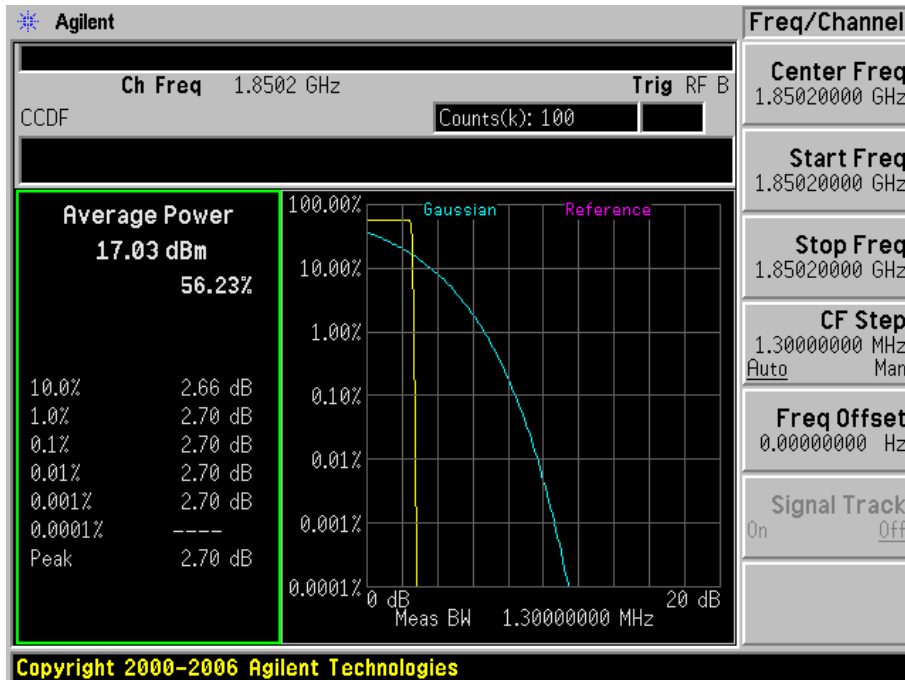 Agilent
Freq/Channel
Ch Freq 1.8502 GHz Trig RF B
CCDF Counts(k): 100
Average Power
17.03 dBm
56.23%
10.0% 2.66 dB
1.0% 2.70 dB
0.1% 2.70 dB
0.01% 2.70 dB
0.001% 2.70 dB
0.0001% ----
Peak 2.70 dB
Gaussian Reference
100.00%
10.00%
1.00%
0.10%
0.01%
0.001%
0.0001%
0 dB 20 dB
Meas BW 1.30000000 MHz
Center Freq
1.85020000 GHz
Start Freq
1.85020000 GHz
Stop Freq
1.85020000 GHz
CF Step
1.30000000 MHz
Auto Man
Freq Offset
0.00000000 Hz
Signal Track
On Off
Copyright 2000-2006 Agilent Technologies